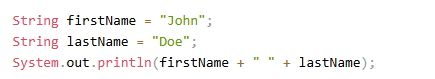 String firstName = "John";
String lastName = "Doe";
System.out.println(firstName + " " + lastName);